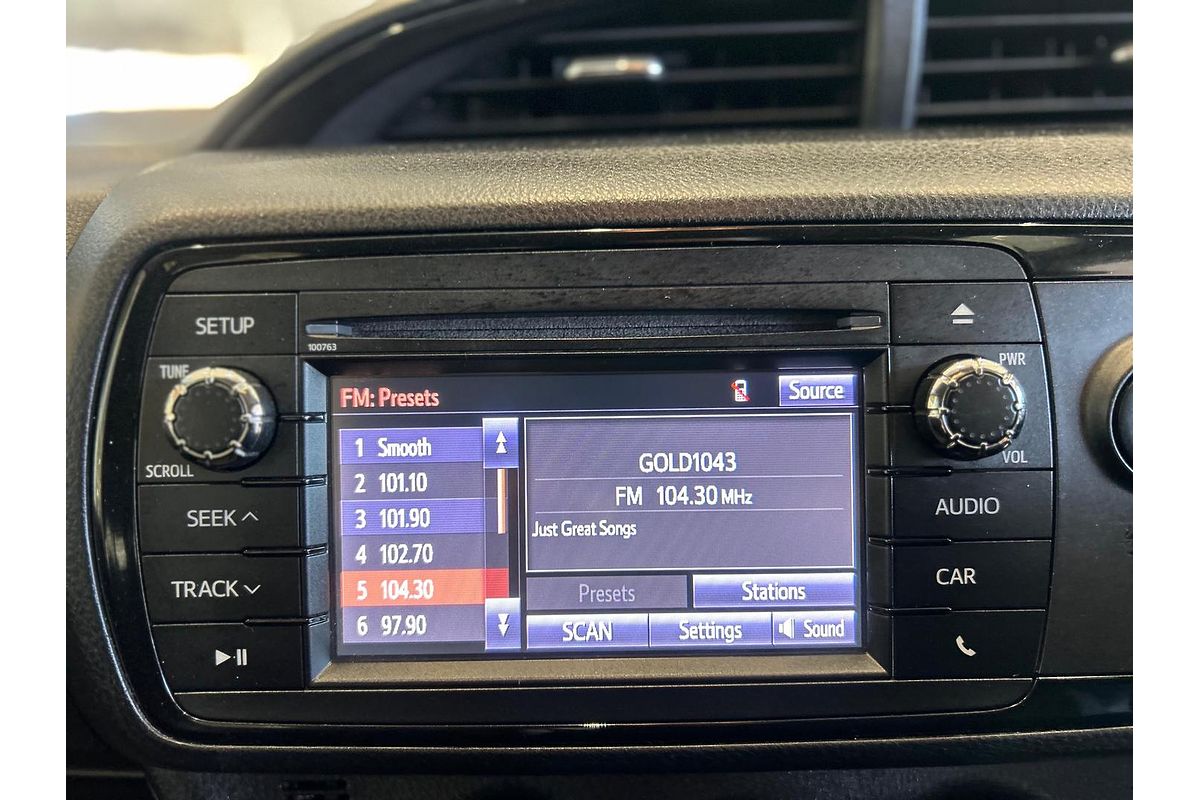 SETUP
100763
TUNE
PWR
FM: Presets
Source
1 Smooth
2 101.10
3 101.90
4 102.70
5 104.30
6 97.90
GOLD1043
FM 104.30 MHz
Just Great Songs
Presets
Stations
SCAN
Settings
Sound
SCROLL
VOL
SEEK
AUDIO
TRACK
CAR